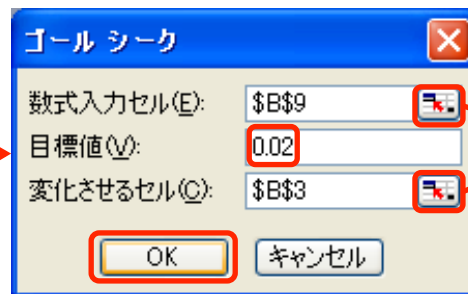 ゴール シーク
数式入力セル(E): $B$9
目標値(V): 0.02
変化させるセル(C): $B$3
OK キャンセル